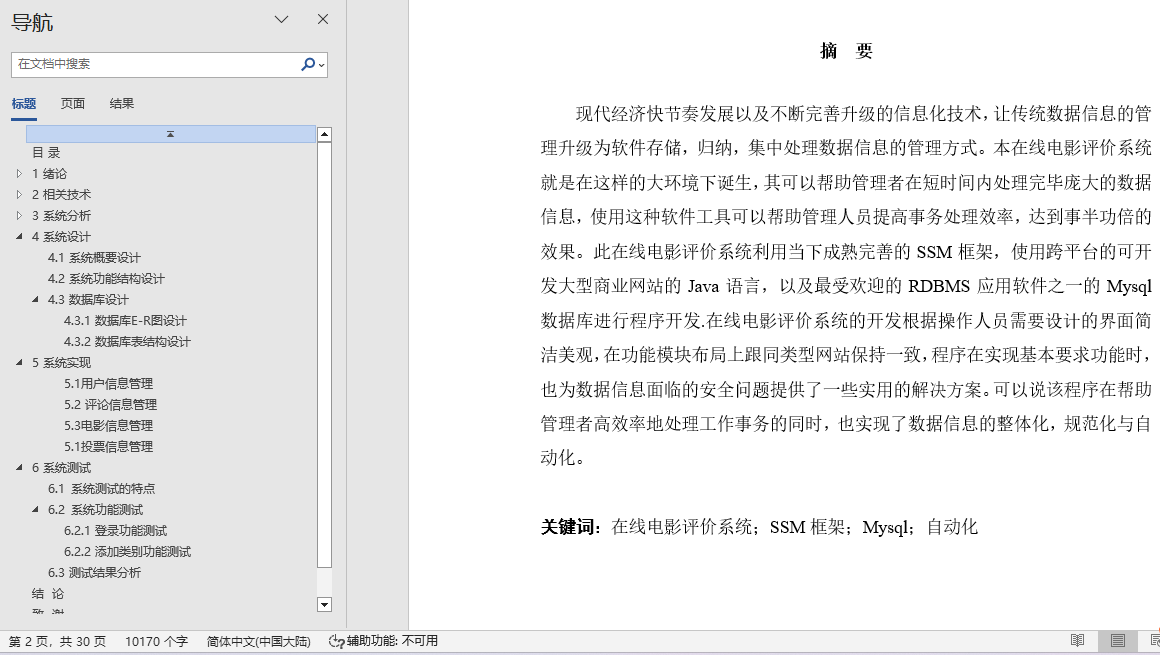 导航
在文档中搜索
标题 页面 结果
目 录
1 绪论
2 相关技术
3 系统分析
4 系统设计
4.1 系统概要设计
4.2 系统功能结构设计
4.3 数据库设计
4.3.1 数据库E-R图设计
4.3.2 数据库表结构设计
5 系统实现
5.1用户信息管理
5.2 评论信息管理
5.3电影信息管理
5.1投票信息管理
6 系统测试
6.1 系统测试的特点
6.2 系统功能测试
6.2.1 登录功能测试
6.2.2 添加类别功能测试
6.3 测试结果分析
结 论
致 谢
摘 要
现代经济快节奏发展以及不断完善升级的信息化技术，让传统数据信息的管
理升级为软件存储，归纳，集中处理数据信息的管理方式。本在线电影评价系统
就是在这样的大环境下诞生，其可以帮助管理者在短时间内处理完毕庞大的数据
信息，使用这种软件工具可以帮助管理人员提高事务处理效率，达到事半功倍的
效果。此在线电影评价系统利用当下成熟完善的 SSM 框架，使用跨平台的可开
发大型商业网站的 Java 语言，以及最受欢迎的 RDBMS 应用软件之一的 Mysql
数据库进行程序开发.在线电影评价系统的开发根据操作人员需要设计的界面简
洁美观，在功能模块布局上跟同类型网站保持一致，程序在实现基本要求功能时，
也为数据信息面临的安全问题提供了一些实用的解决方案。可以说该程序在帮助
管理者高效率地处理工作事务的同时，也实现了数据信息的整体化，规范化与自
动化。
关键词：在线电影评价系统；SSM 框架；Mysql；自动化
第 2 页，共 30 页 10170 个字 简体中文(中国大陆) 辅助功能: 不可用